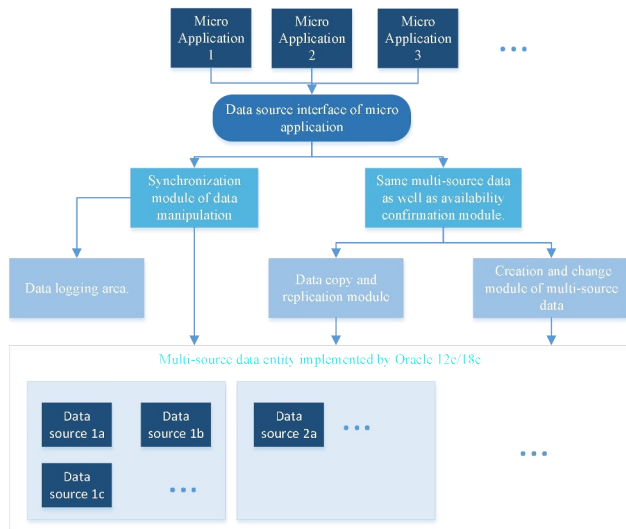 Micro
Application
1
Micro
Application
2
Micro
Application
3
Data source interface of micro
application
Synchronization
module of data
manipulation
Same multi-source data
as well as availability
confirmation module.
Data logging area.
Data copy and
replication module
Creation and change
module of multi-source
data
Multi-source data entity implemented by Oracle 12c/18c
Data
source 1a
Data
source 1b
Data
source 2a
Data
source 1c